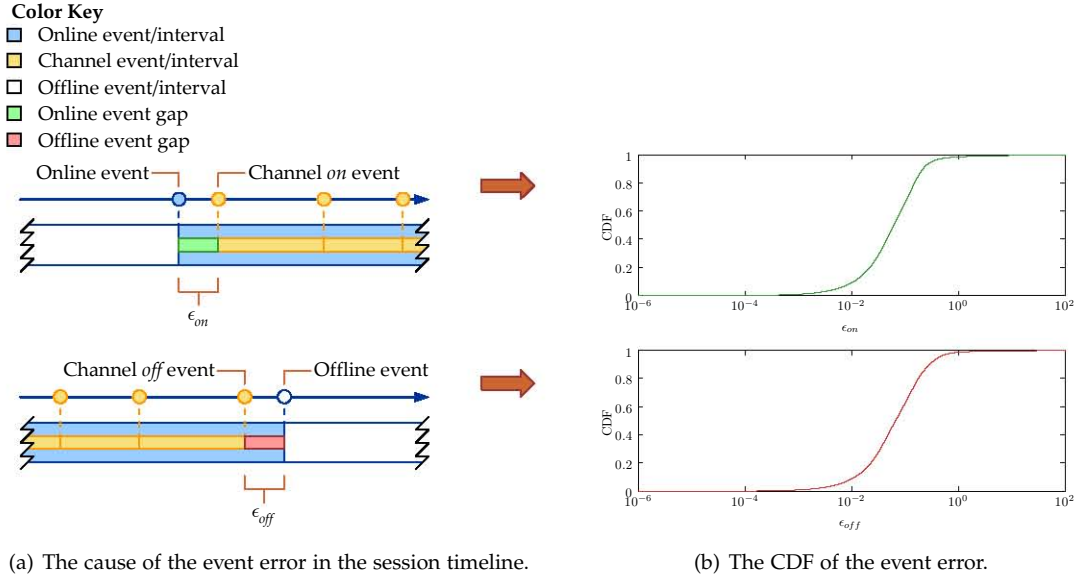 Color Key
Online event/interval
Channel event/interval
Offline event/interval
Online event gap
Offline event gap
Online event
Channel on event
ϵon
Channel off event
Offline event
ϵoff
1
0.8
0.6
0.4
0.2
0
CDF
10^-6
10^-4
10^-2
10^0
10^2
ϵon
1
0.8
0.6
0.4
0.2
0
CDF
10^-6
10^-4
10^-2
10^0
10^2
ϵoff
(a) The cause of the event error in the session timeline.
(b) The CDF of the event error.